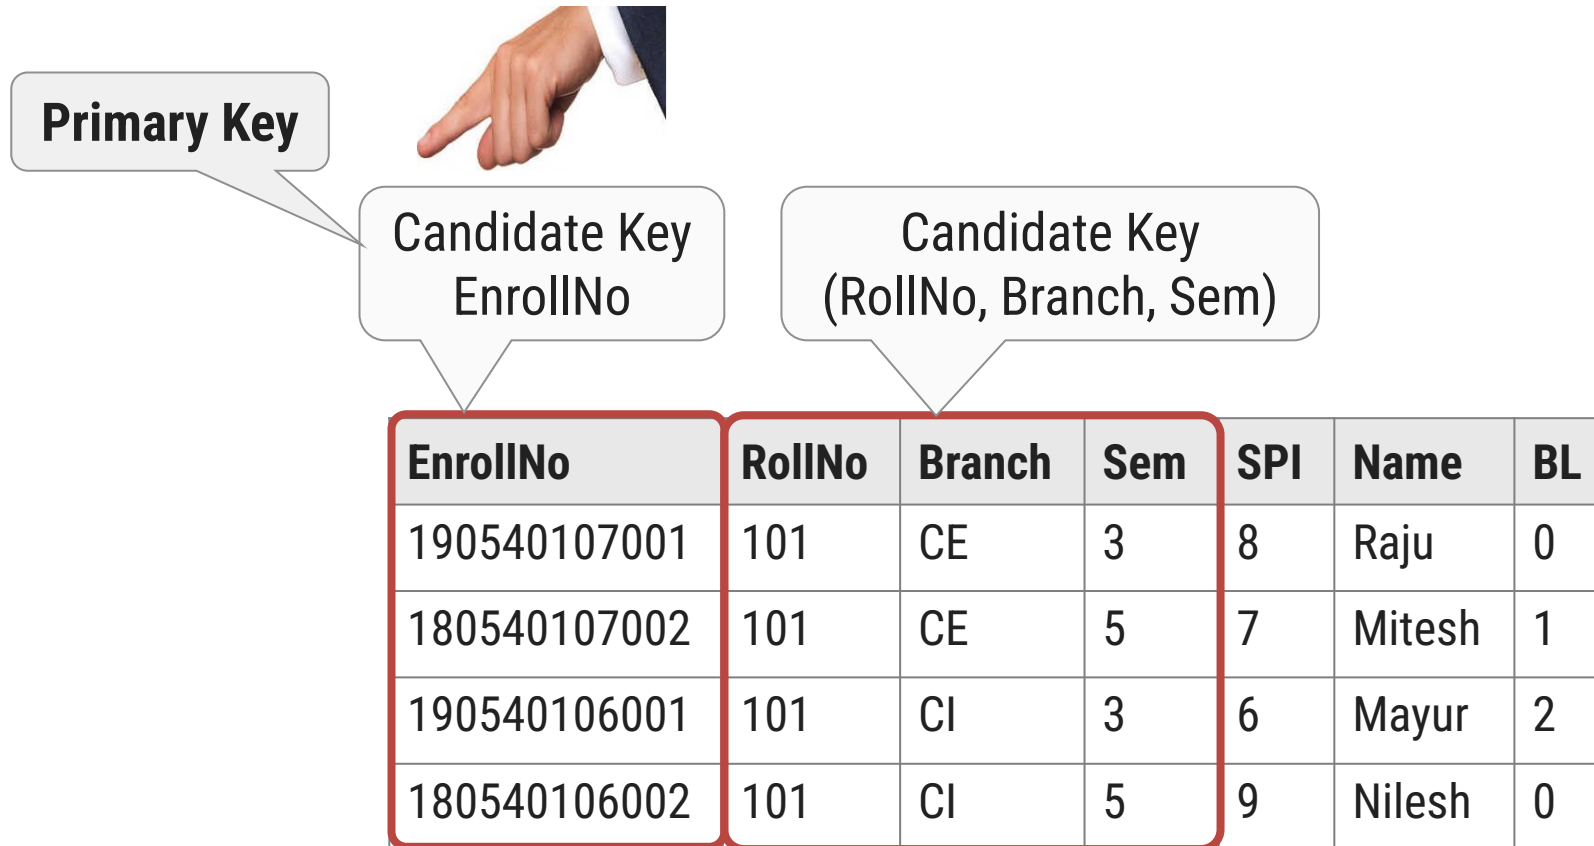 Primary Key
Candidate Key
EnrollNo
Candidate Key
(RollNo, Branch, Sem)
EnrollNo RollNo Branch Sem SPI Name BL
190540107001 101 CE 3 8 Raju 0
180540107002 101 CE 5 7 Mitesh 1
190540106001 101 CI 3 6 Mayur 2
180540106002 101 CI 5 9 Nilesh 0